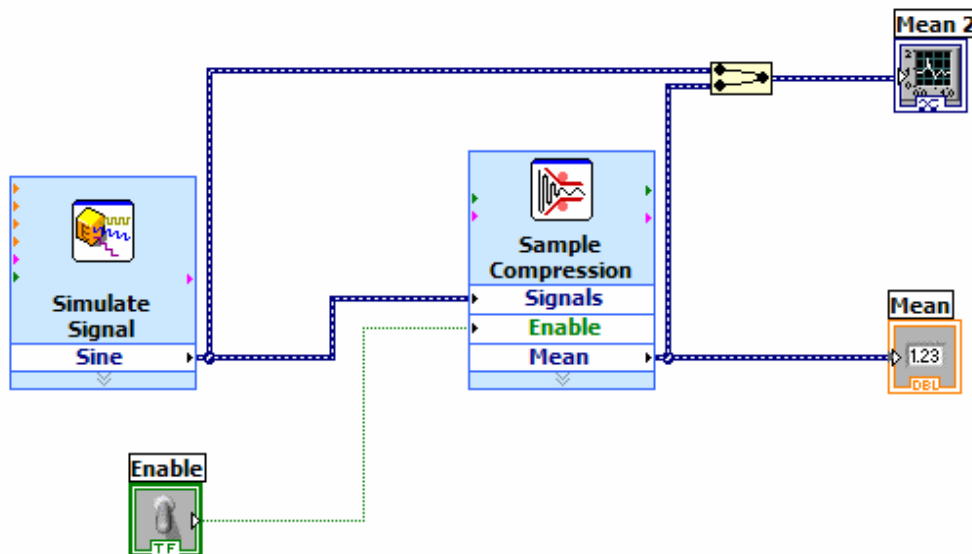 Mean 2
Sample
Compression
Simulate
Signal
Signals
Enable
Mean
Sine
Mean
1.23
DBL
Enable
TF